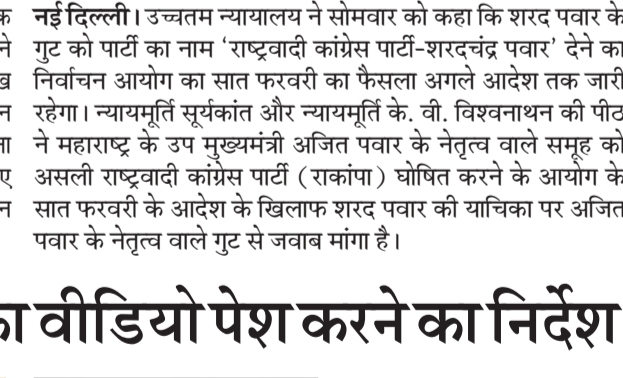 नई दिल्ली। उच्चतम न्यायालय ने सोमवार को कहा कि शरद पवार के
गुट को पार्टी का नाम ‘राष्ट्रवादी कांग्रेस पार्टी-शरदचंद्र पवार’ देने का
निर्वाचन आयोग का सात फरवरी का फैसला अगले आदेश तक जारी
रहेगा। न्यायमूर्ति सूर्यकांत और न्यायमूर्ति के. वी. विश्वनाथन की पीठ
ने महाराष्ट्र के उप मुख्यमंत्री अजित पवार के नेतृत्व वाले समूह को
असली राष्ट्रवादी कांग्रेस पार्टी (राकांपा) घोषित करने के आयोग के
सात फरवरी के आदेश के खिलाफ शरद पवार की याचिका पर अजित
पवार के नेतृत्व वाले गुट से जवाब मांगा है।
वीडियो पेश करने का निर्देश